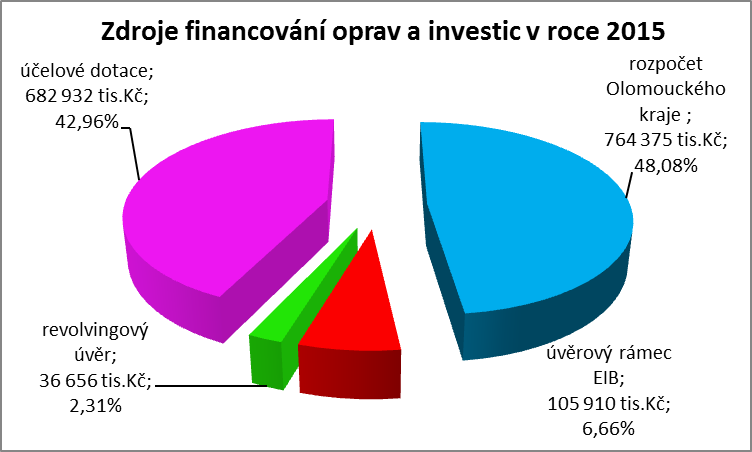 Zdroje financování oprav a investic v roce 2015
účelové dotace;
682 932 tis.Kč;
42,96%
rozpočet
Olomouckého
kraje ;
764 375 tis.Kč;
48,08%
revolvingový
úvěr;
36 656 tis.Kč;
2,31%
úvěrový rámec
EIB;
105 910 tis.Kč;
6,66%